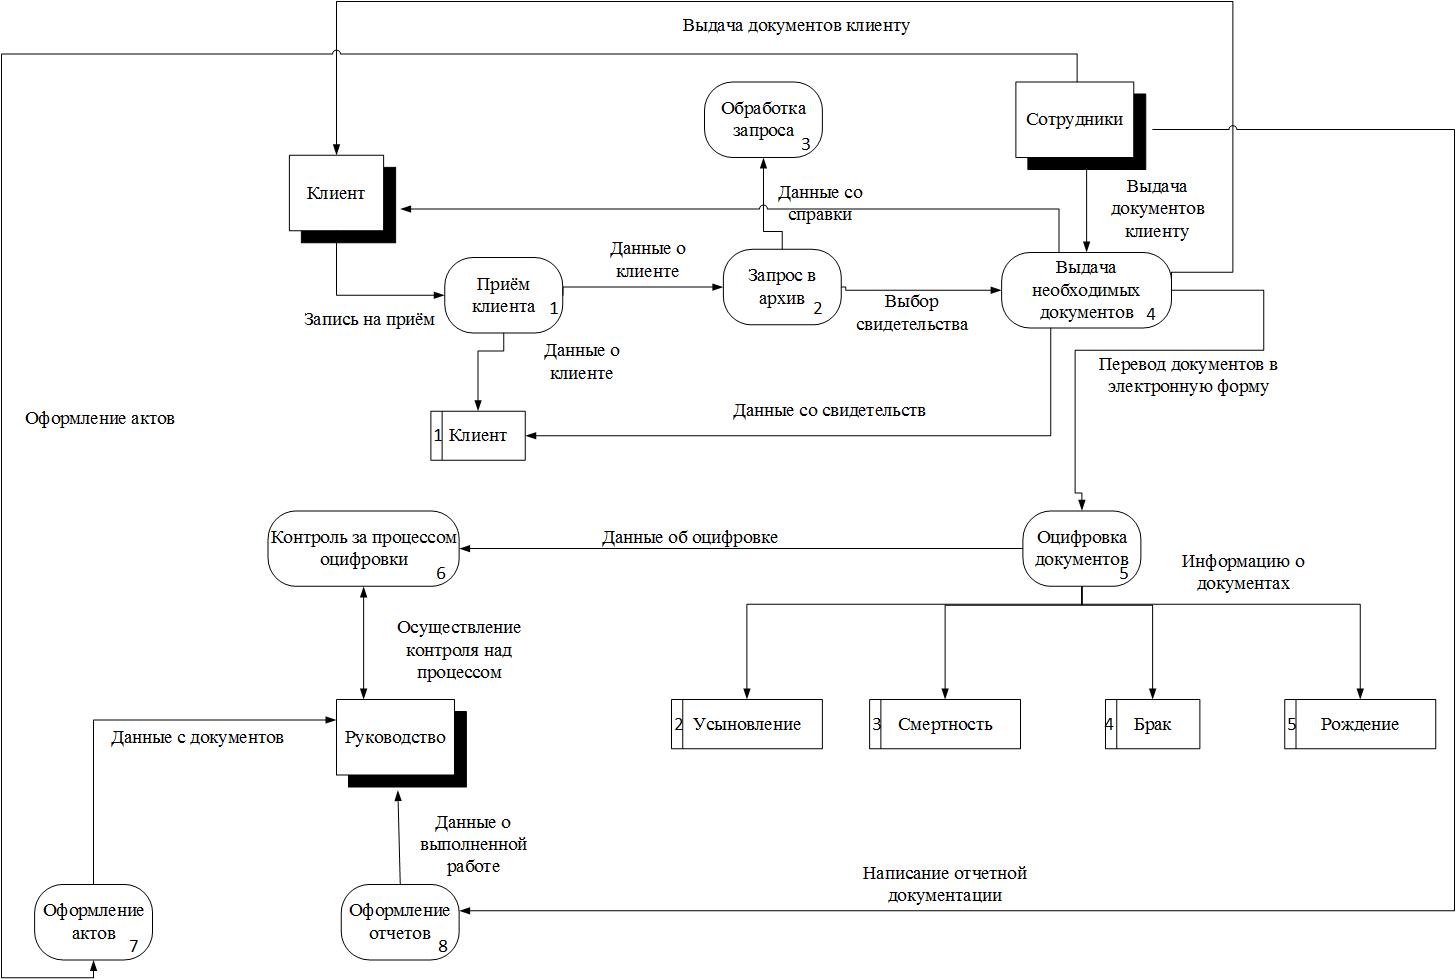 Выдача документов клиенту
Обработка
запроса
3
Сотрудники
Клиент
Данные со
справки
Выдача
документов
клиенту
Данные о
клиенте
Приём
клиента
1
Запрос в
архив
2
Выдача
необходимых
документов
4
Запись на приём
Выбор
свидетельства
Данные о
клиенте
Перевод документов в
электронную форму
Оформление актов
Данные со свидетельств
1 Клиент
Контроль за процессом
оцифровки
6
Данные об оцифровке
Оцифровка
документов
5
Информацию о
документах
Осуществление
контроля над
процессом
2 Усыновление
3 Смертность
4 Брак
5 Рождение
Данные с документов
Руководство
Данные о
выполненной
работе
Написание отчетной
документации
Оформление
актов
7
Оформление
отчетов
8